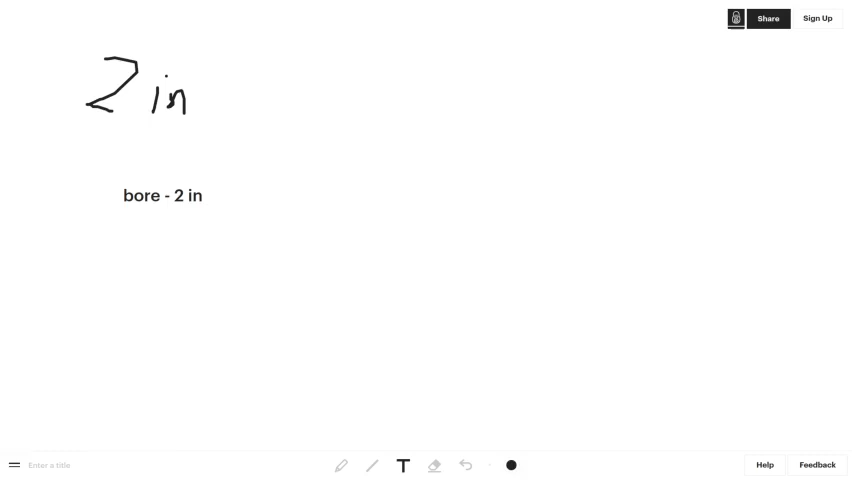 Share
Sign Up
2 in
bore - 2 in
Enter a title
T
Help
Feedback